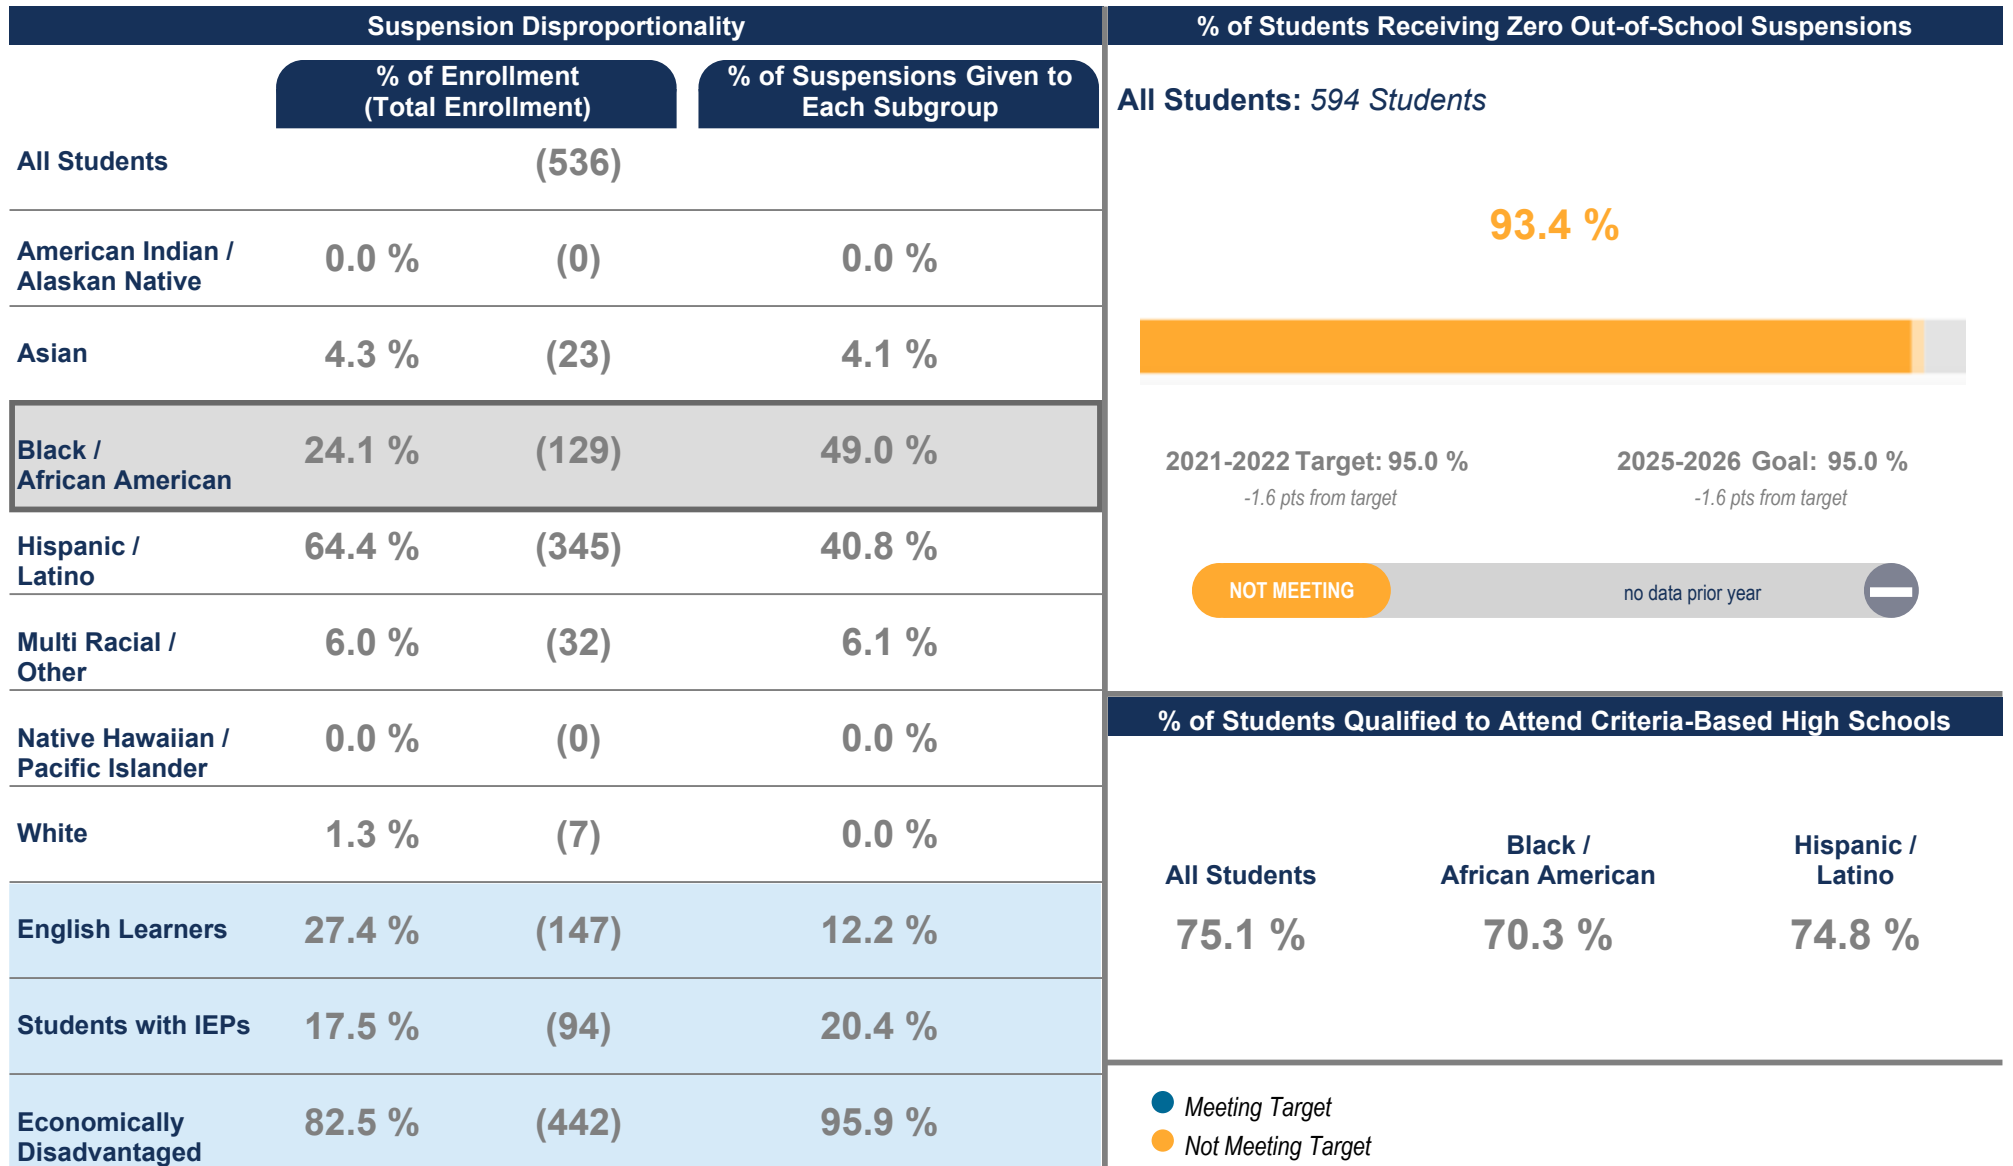 Suspension Disproportionality
% of Enrollment
(Total Enrollment)
% of Suspensions Given to
Each Subgroup
All Students
(536)
American Indian /
Alaskan Native
0.0 %
(0)
0.0 %
Asian
4.3 %
(23)
4.1 %
Black /
African American
24.1 %
(129)
49.0 %
Hispanic /
Latino
64.4 %
(345)
40.8 %
Multi Racial /
Other
6.0 %
(32)
6.1 %
Native Hawaiian /
Pacific Islander
0.0 %
(0)
0.0 %
White
1.3 %
(7)
0.0 %
English Learners
27.4 %
(147)
12.2 %
Students with IEPs
17.5 %
(94)
20.4 %
Economically
Disadvantaged
82.5 %
(442)
95.9 %
% of Students Receiving Zero Out-of-School Suspensions
All Students: 594 Students
93.4 %
2021-2022 Target: 95.0 %
-1.6 pts from target
2025-2026 Goal: 95.0 %
-1.6 pts from target
NOT MEETING
no data prior year
% of Students Qualified to Attend Criteria-Based High Schools
All Students
75.1 %
Black /
African American
70.3 %
Hispanic /
Latino
74.8 %
Meeting Target
Not Meeting Target